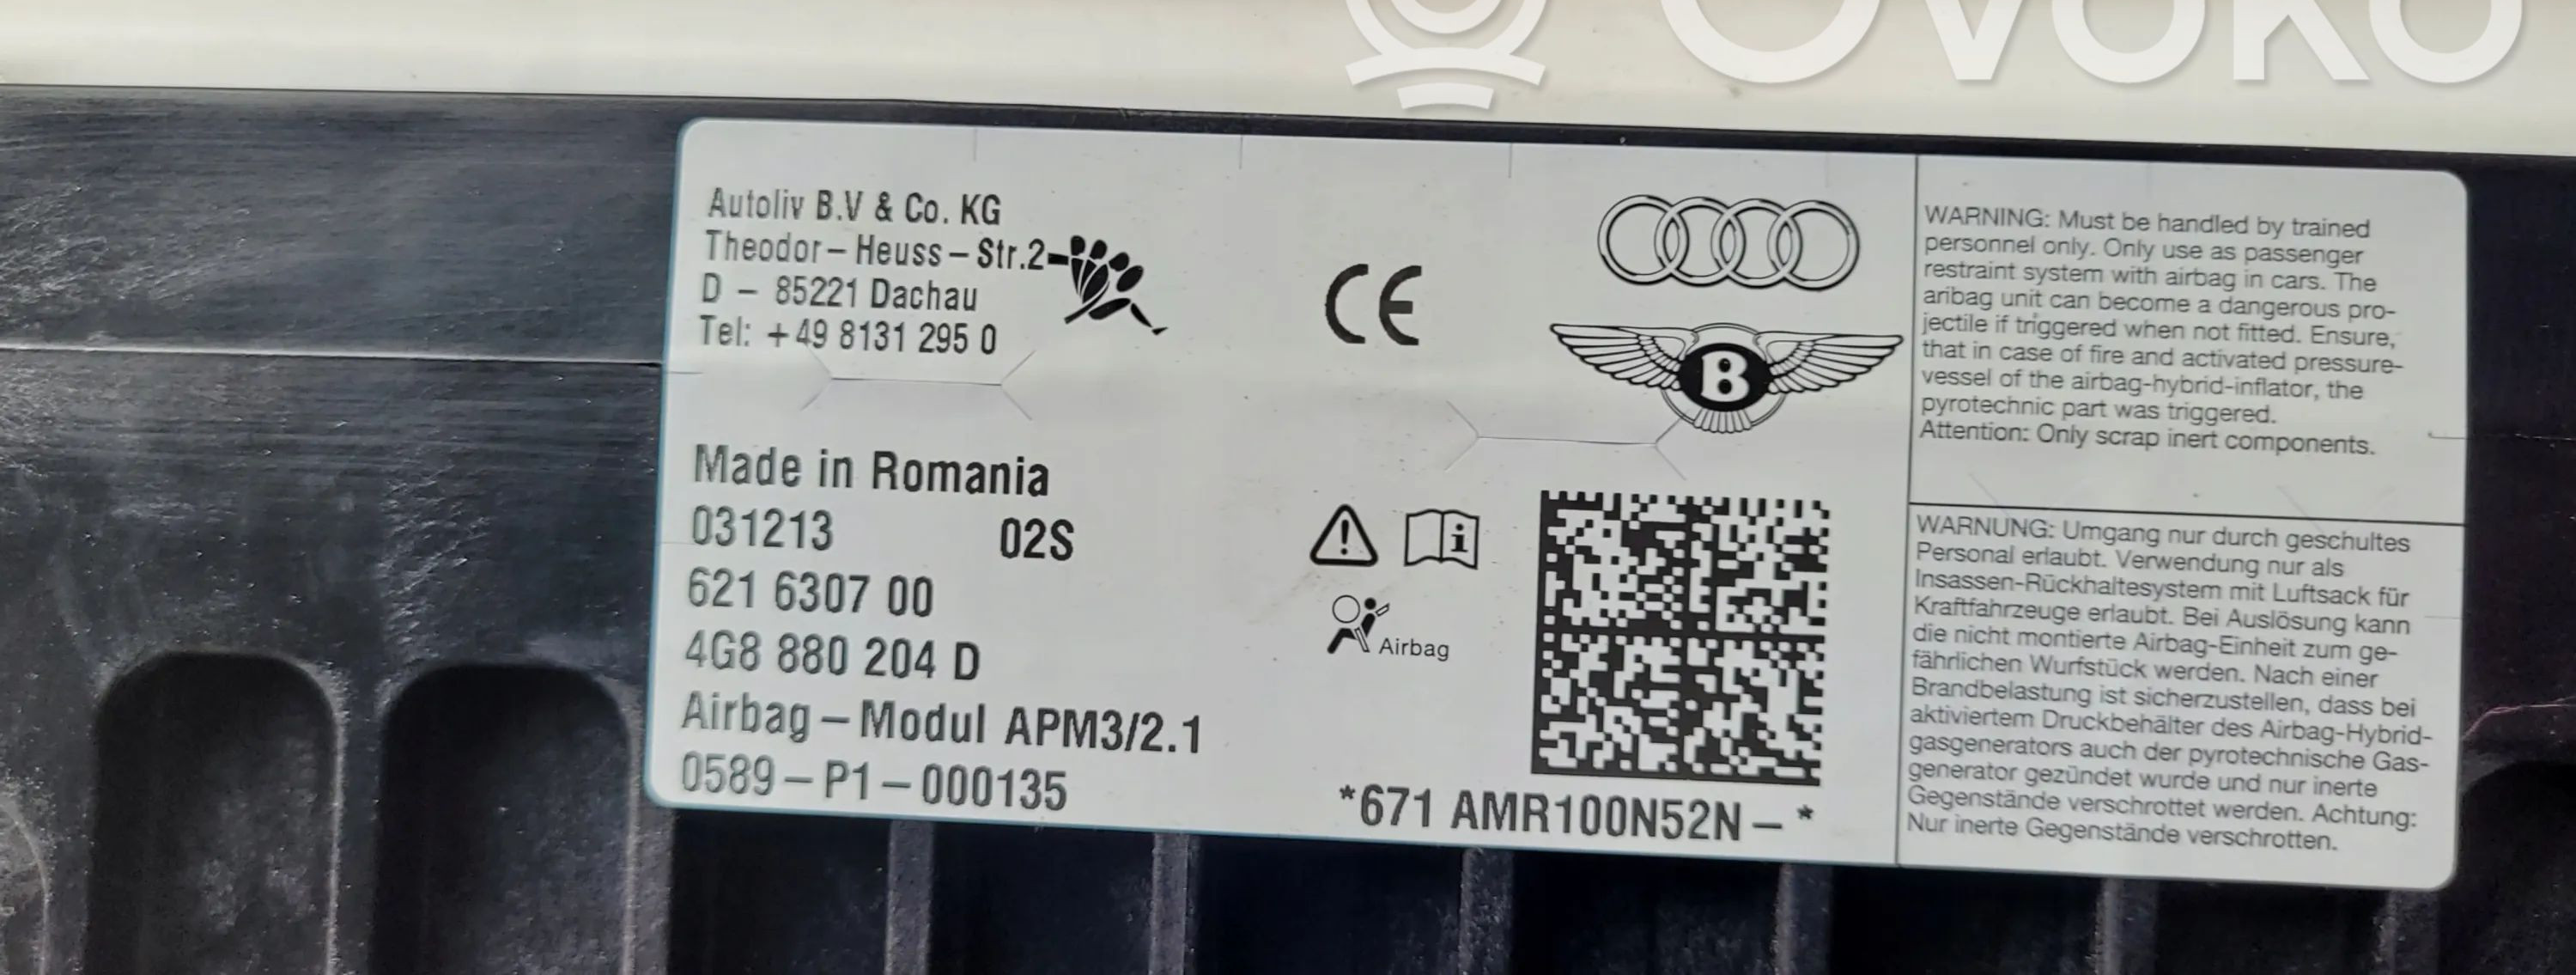 OVOKO
Autoliv B.V & Co. KG
Theodor – Heuss – Str.2-
D – 85221 Dachau
Tel: +49 8131 295 0
CE
B
Made in Romania
031213 02S
621 6307 00
4G8 880 204 D
Airbag – Modul APM3/2.1
0589 – P1 – 000135
i
Airbag
*671 AMR100N52N – *
WARNING: Must be handled by trained
personnel only. Only use as passenger
restraint system with airbag in cars. The
aribag unit can become a dangerous pro-
jectile if triggered when not fitted. Ensure,
that in case of fire and activated pressure-
vessel of the airbag-hybrid-inflator, the
pyrotechnic part was triggered.
Attention: Only scrap inert components.
WARNUNG: Umgang nur durch geschultes
Personal erlaubt. Verwendung nur als
Insassen-Rückhaltesystem mit Luftsack für
Kraftfahrzeuge erlaubt. Bei Auslösung kann
die nicht montierte Airbag-Einheit zum ge-
fährlichen Wurfstück werden. Nach einer
Brandbelastung ist sicherzustellen, dass bei
aktiviertem Druckbehälter des Airbag-Hybrid-
gasgenerators auch der pyrotechnische Gas-
generator gezündet wurde und nur inerte
Gegenstände verschrottet werden. Achtung:
Nur inerte Gegenstände verschrotten.